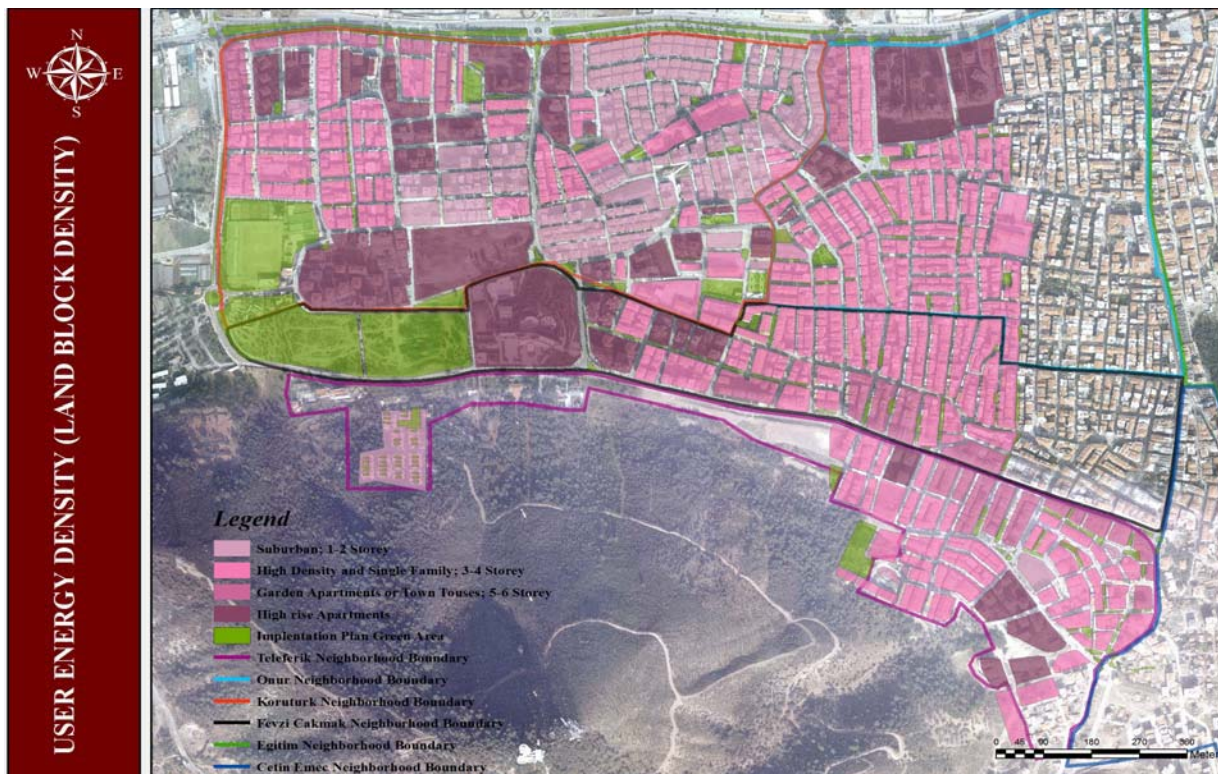 N
W E
S
USER ENERGY DENSITY (LAND BLOCK DENSITY)
Legend
Suburban; 1-2 Storey
High Density and Single Family; 3-4 Storey
Garden Apartments or Town Touses; 5-6 Storey
High rise Apartments
Implentation Plan Green Area
Teleferik Neighborhood Boundary
Onur Neighborhood Boundary
Koruturk Neighborhood Boundary
Fevzi Cakmak Neighborhood Boundary
Egitim Neighborhood Boundary
Cetin Emec Neighborhood Boundary
0 45 90 180 270 360
Meter